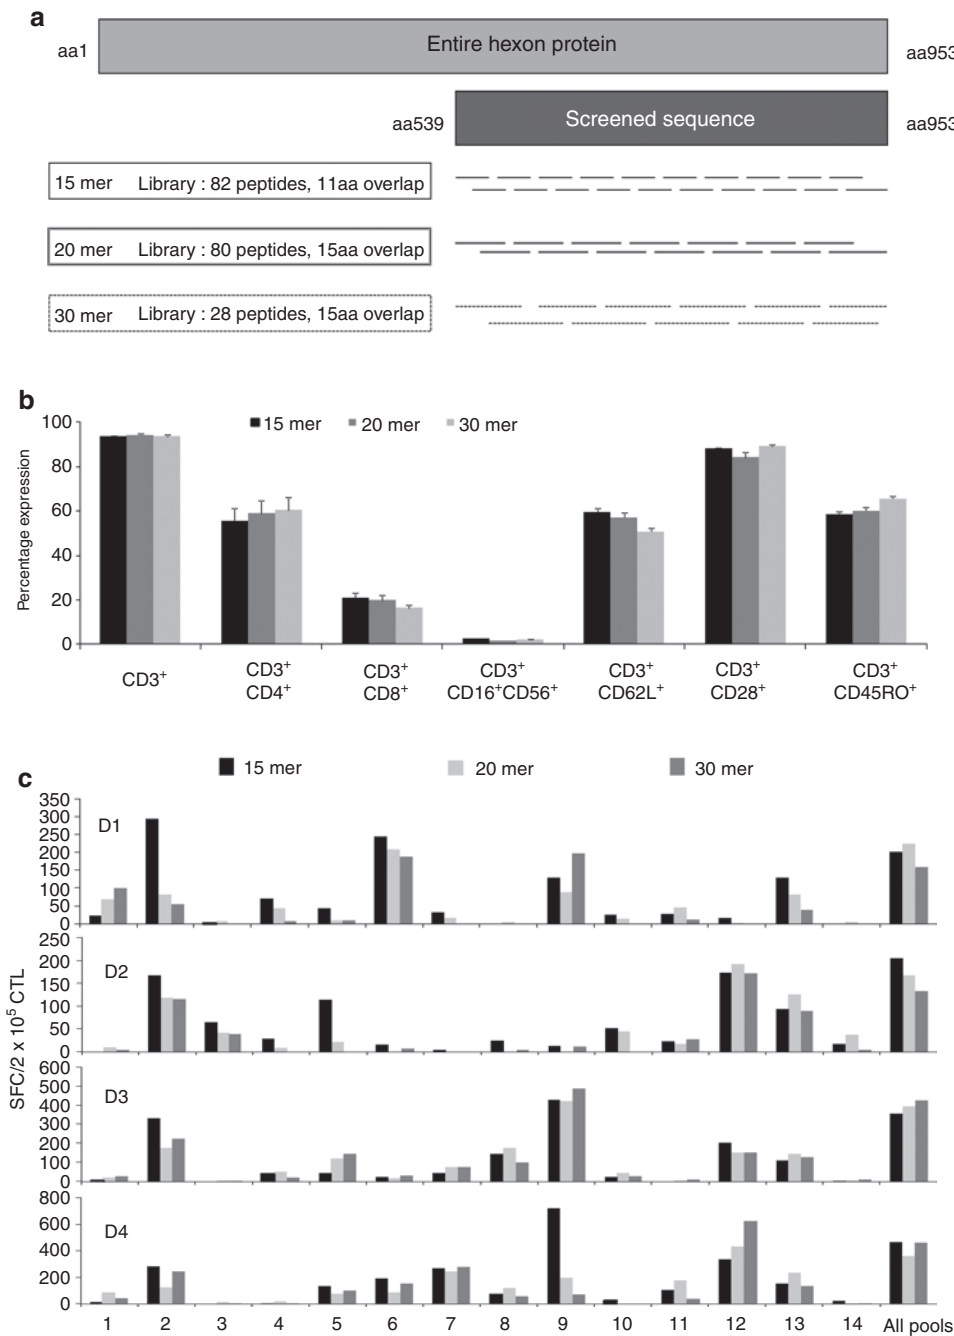 a
aa1
Entire hexon protein
aa953
aa539
Screened sequence
aa953
15 mer Library : 82 peptides, 11aa overlap
20 mer Library : 80 peptides, 15aa overlap
30 mer Library : 28 peptides, 15aa overlap
b
15 mer 20 mer 30 mer
Percentage expression
100
80
60
40
20
0
CD3+
CD3+ CD4+
CD3+ CD8+
CD3+ CD16+CD56+
CD3+ CD62L+
CD3+ CD28+
CD3+ CD45RO+
c
15 mer 20 mer 30 mer
SFC/2 x 10⁵ CTL
D1
350
300
250
200
150
100
50
0
D2
250
200
150
100
50
0
D3
600
500
400
300
200
100
0
D4
800
600
400
200
0
1 2 3 4 5 6 7 8 9 10 11 12 13 14 All pools